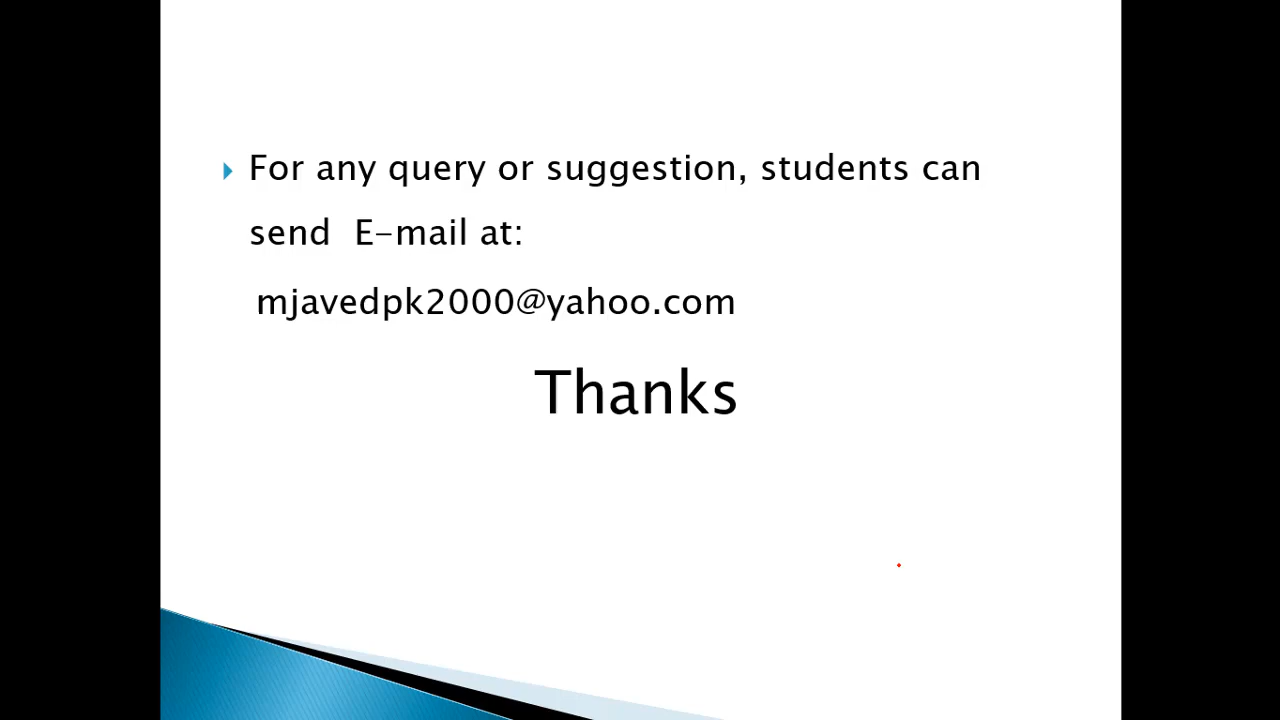 For any query or suggestion, students can
send  E-mail at:
mjavedpk2000@yahoo.com
Thanks